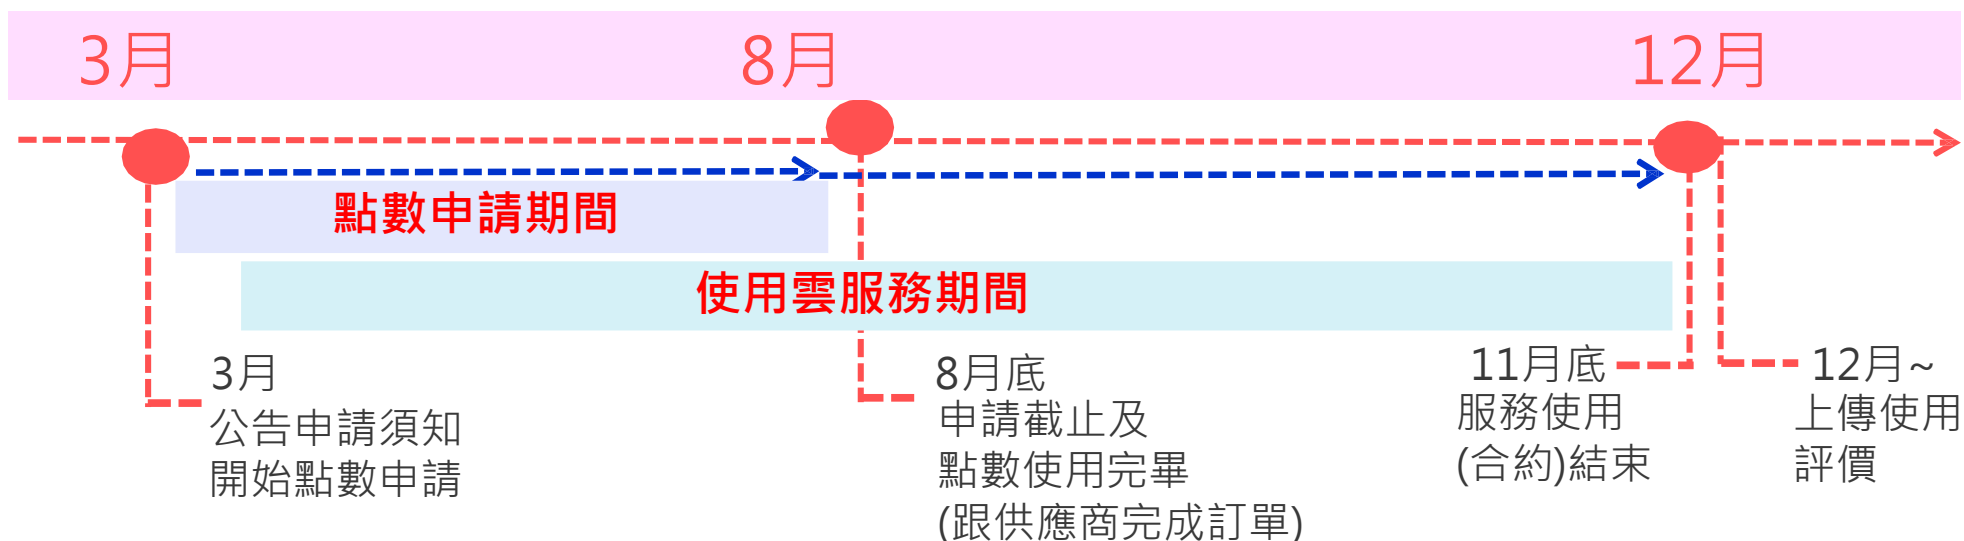 3月
8月
12月
點數申請期間
使用雲服務期間
3月
公告申請須知
開始點數申請
8月底
申請截止及
點數使用完畢
(跟供應商完成訂單)
11月底
服務使用
(合約)結束
12月~
上傳使用
評價